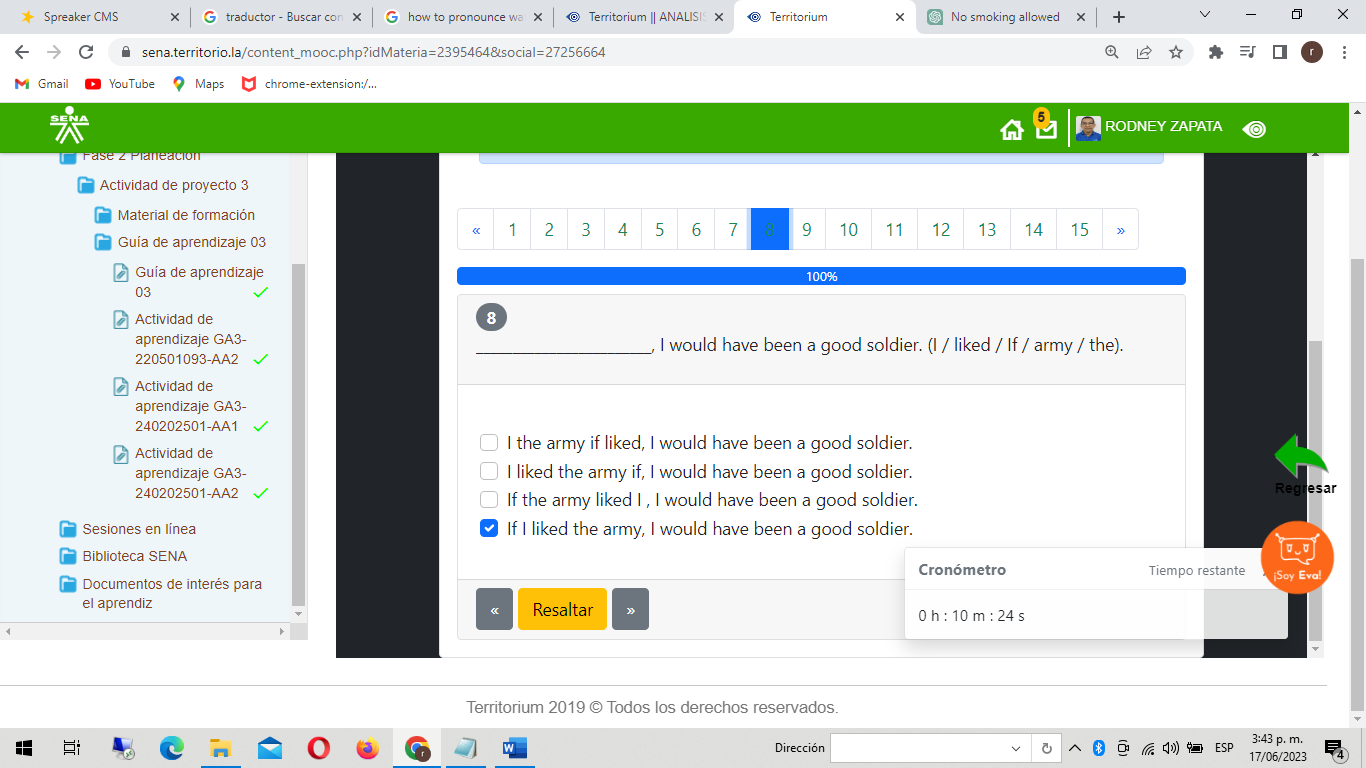 Spreaker CMS
traductor - Buscar con
how to pronounce wa
Territorium || ANALISIS
Territorium
No smoking allowed
sena.territorio.la/content_mooc.php?idMateria=2395464&social=27256664
r
Gmail
YouTube
Maps
chrome-extension:/...
SENA
5
RODNEY ZAPATA
Fase 2 Planeación
Actividad de proyecto 3
Material de formación
Guía de aprendizaje 03
Guía de aprendizaje
03
Actividad de
aprendizaje GA3-
220501093-AA2
Actividad de
aprendizaje GA3-
240202501-AA1
Actividad de
aprendizaje GA3-
240202501-AA2
Sesiones en línea
Biblioteca SENA
Documentos de interés para
el aprendiz
« 1 2 3 4 5 6 7 8 9 10 11 12 13 14 15 »
100%
8
____________________, I would have been a good soldier. (I / liked / If / army / the).
I the army if liked, I would have been a good soldier.
I liked the army if, I would have been a good soldier.
If the army liked I , I would have been a good soldier.
If I liked the army, I would have been a good soldier.
« Resaltar »
Regresar
¡Soy Eva!
Cronómetro
Tiempo restante
0 h : 10 m : 24 s
Territorium 2019 © Todos los derechos reservados.
Dirección
ESP
3:43 p. m.
17/06/2023
4